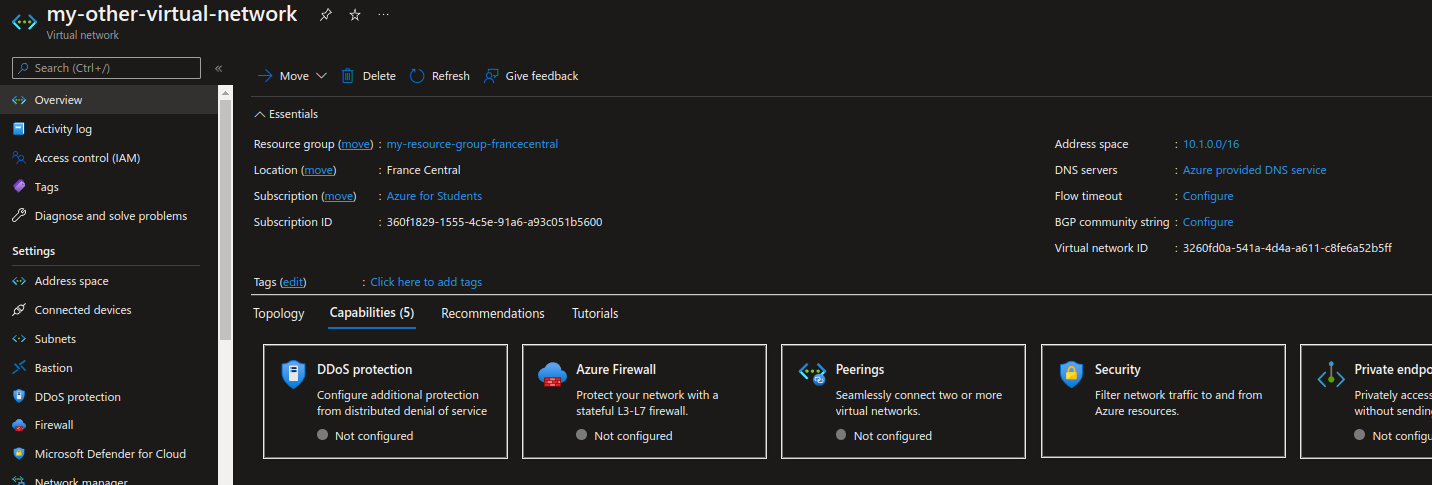 my-other-virtual-network
Virtual network
Search (Ctrl+/)
Overview
Activity log
Access control (IAM)
Tags
Diagnose and solve problems
Settings
Address space
Connected devices
Subnets
Bastion
DDoS protection
Firewall
Microsoft Defender for Cloud
Network manager
Move
Delete
Refresh
Give feedback
Essentials
Resource group (move) : my-resource-group-francecentral
Location (move) : France Central
Subscription (move) : Azure for Students
Subscription ID : 360f1829-1555-4c5e-91a6-a93c051b5600
Address space : 10.1.0.0/16
DNS servers : Azure provided DNS service
Flow timeout : Configure
BGP community string : Configure
Virtual network ID : 3260fd0a-541a-4d4a-a611-c8fe6a52b5ff
Tags (edit) : Click here to add tags
Topology
Capabilities (5)
Recommendations
Tutorials
DDoS protection
Configure additional protection
from distributed denial of service
Not configured
Azure Firewall
Protect your network with a
stateful L3-L7 firewall.
Not configured
Peerings
Seamlessly connect two or more
virtual networks.
Not configured
Security
Filter network traffic to and from
Azure resources.
Private endpo
Privately access
without sendin
Not configu